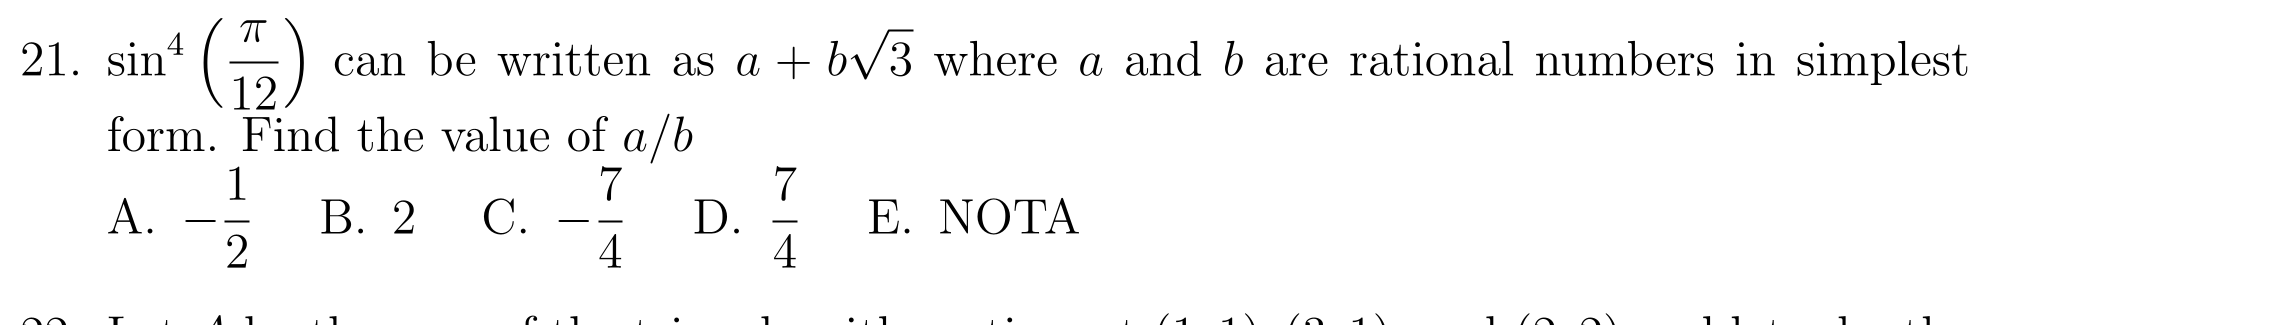 21. sin⁴(π/12) can be written as a + b√3 where a and b are rational numbers in simplest
form. Find the value of a/b
A. −1/2 B. 2 C. −7/4 D. 7/4 E. NOTA